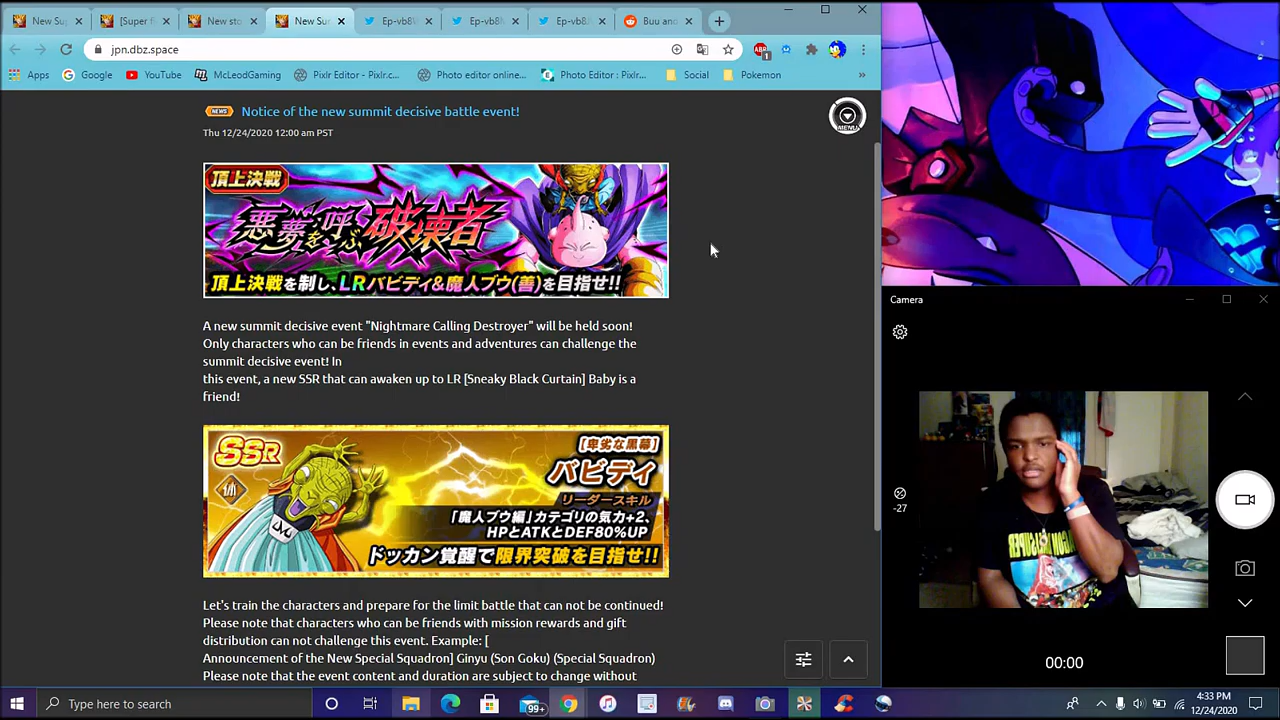 New Su
[Super f
New sto
New Su
Ep-vb8V
Ep-vb8
Ep-vb8
Buu and
jpn.dbz.space
ABP
1
Apps
Google
YouTube
McLeodGaming
Pixlr Editor - Pixlr.c...
Photo editor online...
Photo Editor : Pixlr...
Social
Pokemon
»
NEWS
Notice of the new summit decisive battle event!
Thu 12/24/2020 12:00 am PST
MENU
頂上決戦
悪夢を呼ぶ破壊者
頂上決戦を制し、LRバビディ&魔人ブウ(善)を目指せ!!
A new summit decisive event "Nightmare Calling Destroyer" will be held soon!
Only characters who can be friends in events and adventures can challenge the
summit decisive event! In
this event, a new SSR that can awaken up to LR [Sneaky Black Curtain] Baby is a
friend!
SSR
[卑劣な黒幕]
バビディ
リーダースキル
「魔人ブウ編」カテゴリの気力+2、
HPとATKとDEF80%UP
ドッカン覚醒で限界突破を目指せ!!
Let's train the characters and prepare for the limit battle that can not be continued!
Please note that characters who can be friends with mission rewards and gift
distribution can not challenge this event. Example: [
Announcement of the New Special Squadron] Ginyu (Son Goku) (Special Squadron)
Please note that the event content and duration are subject to change without
Camera
-27
00:00
Type here to search
99+
4:33 PM
12/24/2020